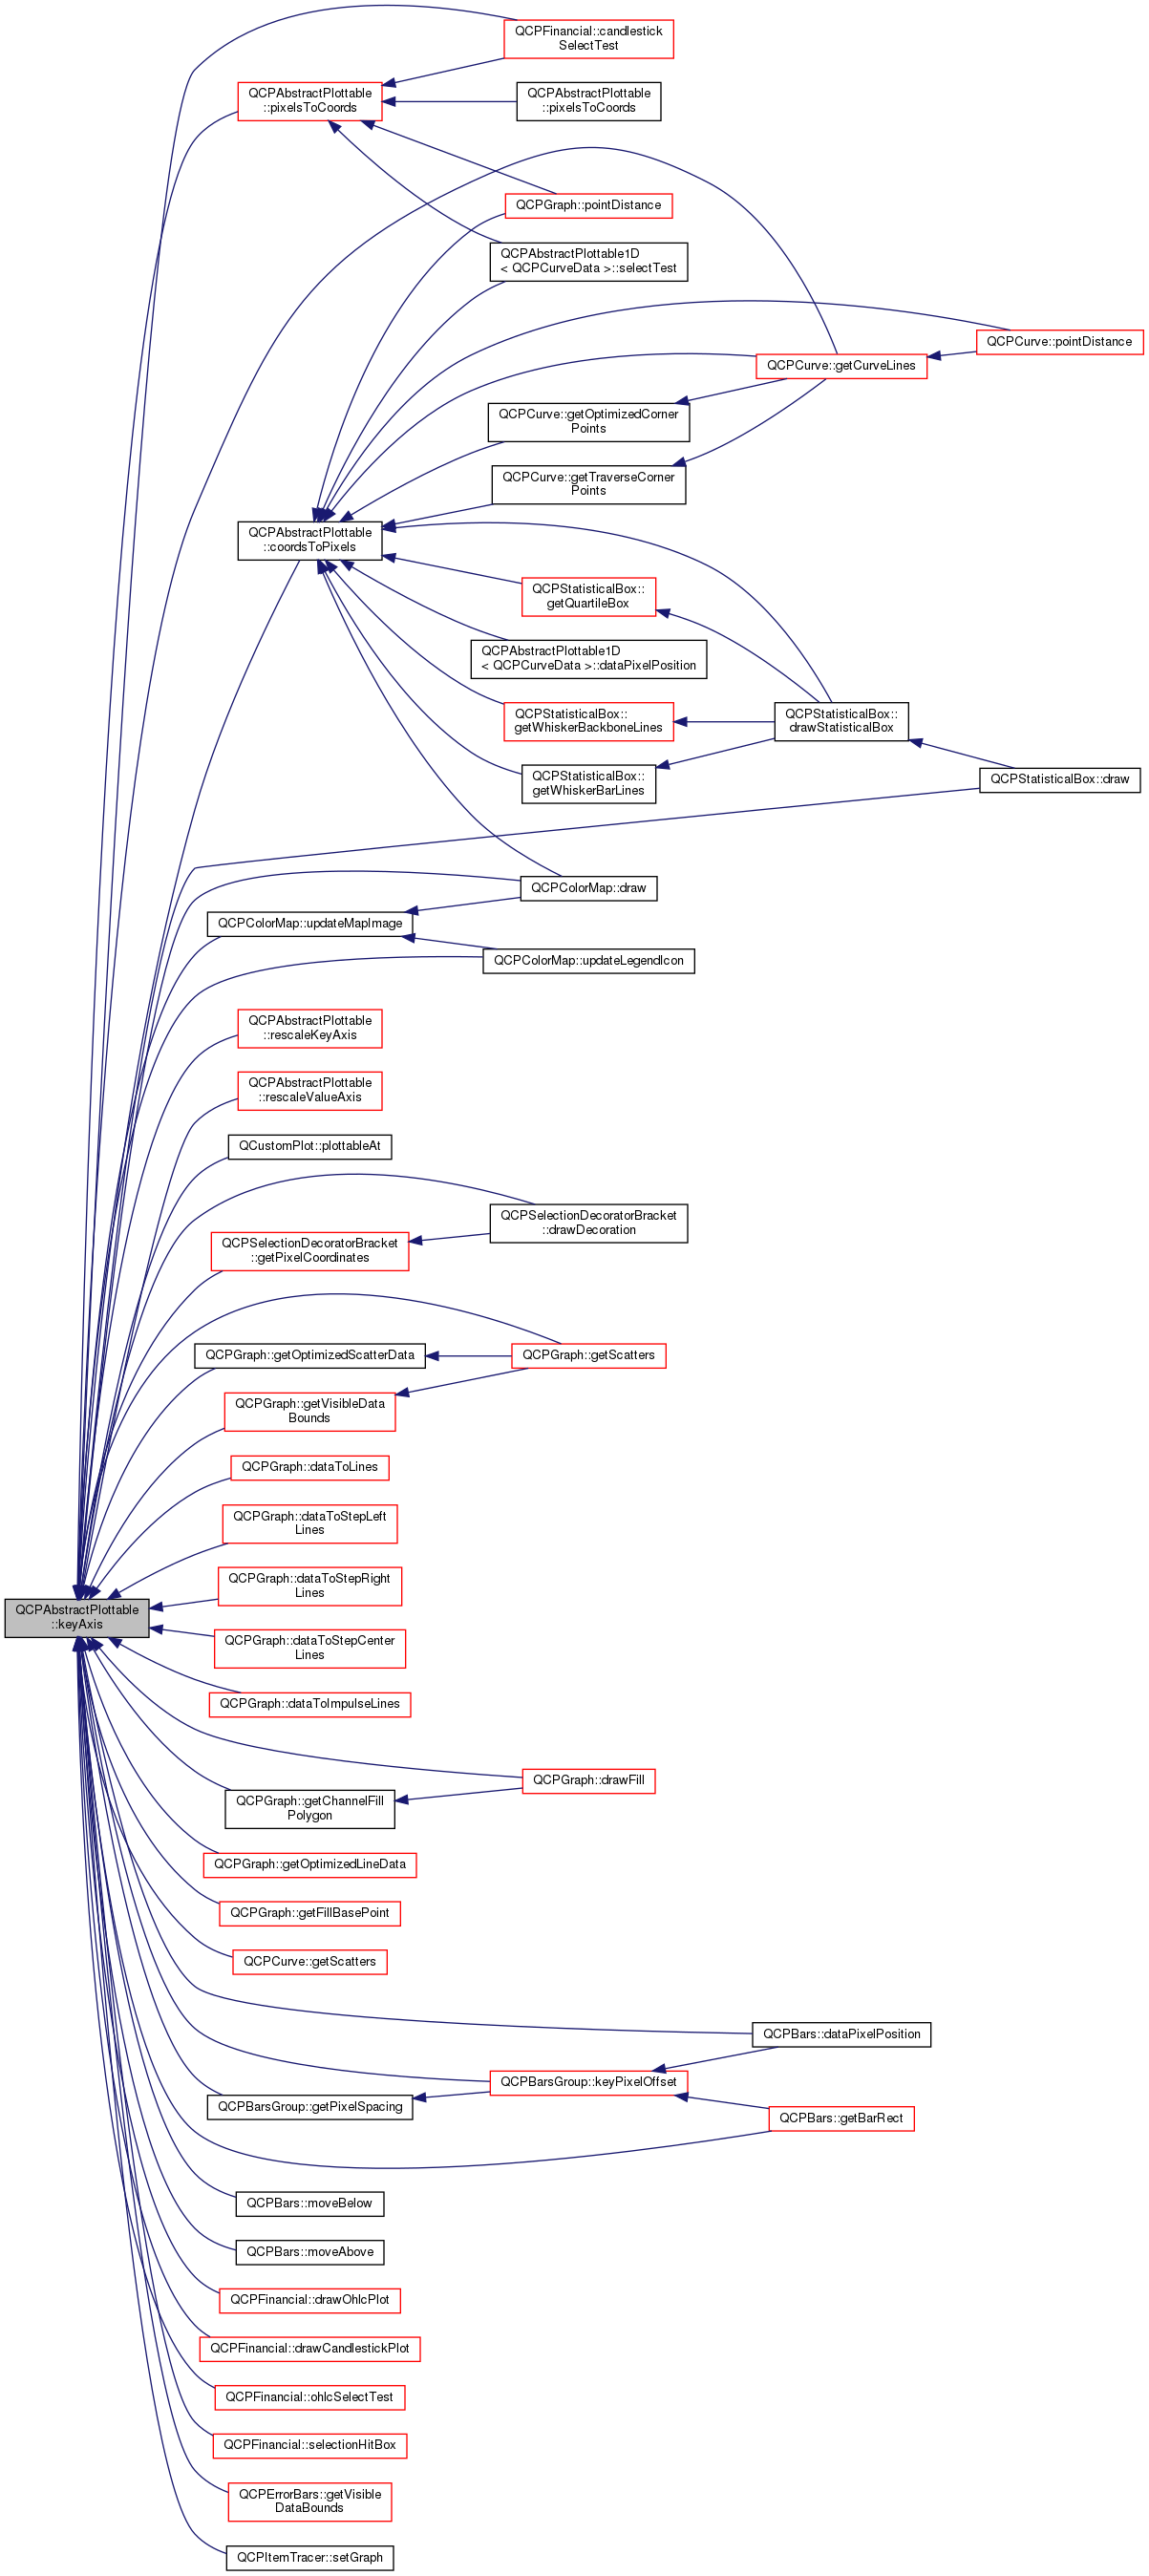 QCPFinancial::candlestick
SelectTest
QCPAbstractPlottable
::pixelsToCoords
QCPAbstractPlottable
::pixelsToCoords
QCPGraph::pointDistance
QCPAbstractPlottable1D
< QCPCurveData >::selectTest
QCPCurve::pointDistance
QCPCurve::getCurveLines
QCPCurve::getOptimizedCorner
Points
QCPCurve::getTraverseCorner
Points
QCPAbstractPlottable
::coordsToPixels
QCPStatisticalBox::
getQuartileBox
QCPAbstractPlottable1D
< QCPCurveData >::dataPixelPosition
QCPStatisticalBox::
getWhiskerBackboneLines
QCPStatisticalBox::
drawStatisticalBox
QCPStatisticalBox::
getWhiskerBarLines
QCPStatisticalBox::draw
QCPColorMap::draw
QCPColorMap::updateMapImage
QCPColorMap::updateLegendIcon
QCPAbstractPlottable
::rescaleKeyAxis
QCPAbstractPlottable
::rescaleValueAxis
QCustomPlot::plottableAt
QCPSelectionDecoratorBracket
::drawDecoration
QCPSelectionDecoratorBracket
::getPixelCoordinates
QCPGraph::getOptimizedScatterData
QCPGraph::getScatters
QCPGraph::getVisibleData
Bounds
QCPGraph::dataToLines
QCPGraph::dataToStepLeft
Lines
QCPGraph::dataToStepRight
Lines
QCPAbstractPlottable
::keyAxis
QCPGraph::dataToStepCenter
Lines
QCPGraph::dataToImpulseLines
QCPGraph::drawFill
QCPGraph::getChannelFill
Polygon
QCPGraph::getOptimizedLineData
QCPGraph::getFillBasePoint
QCPCurve::getScatters
QCPBars::dataPixelPosition
QCPBarsGroup::keyPixelOffset
QCPBarsGroup::getPixelSpacing
QCPBars::getBarRect
QCPBars::moveBelow
QCPBars::moveAbove
QCPFinancial::drawOhlcPlot
QCPFinancial::drawCandlestickPlot
QCPFinancial::ohlcSelectTest
QCPFinancial::selectionHitBox
QCPErrorBars::getVisible
DataBounds
QCPItemTracer::setGraph